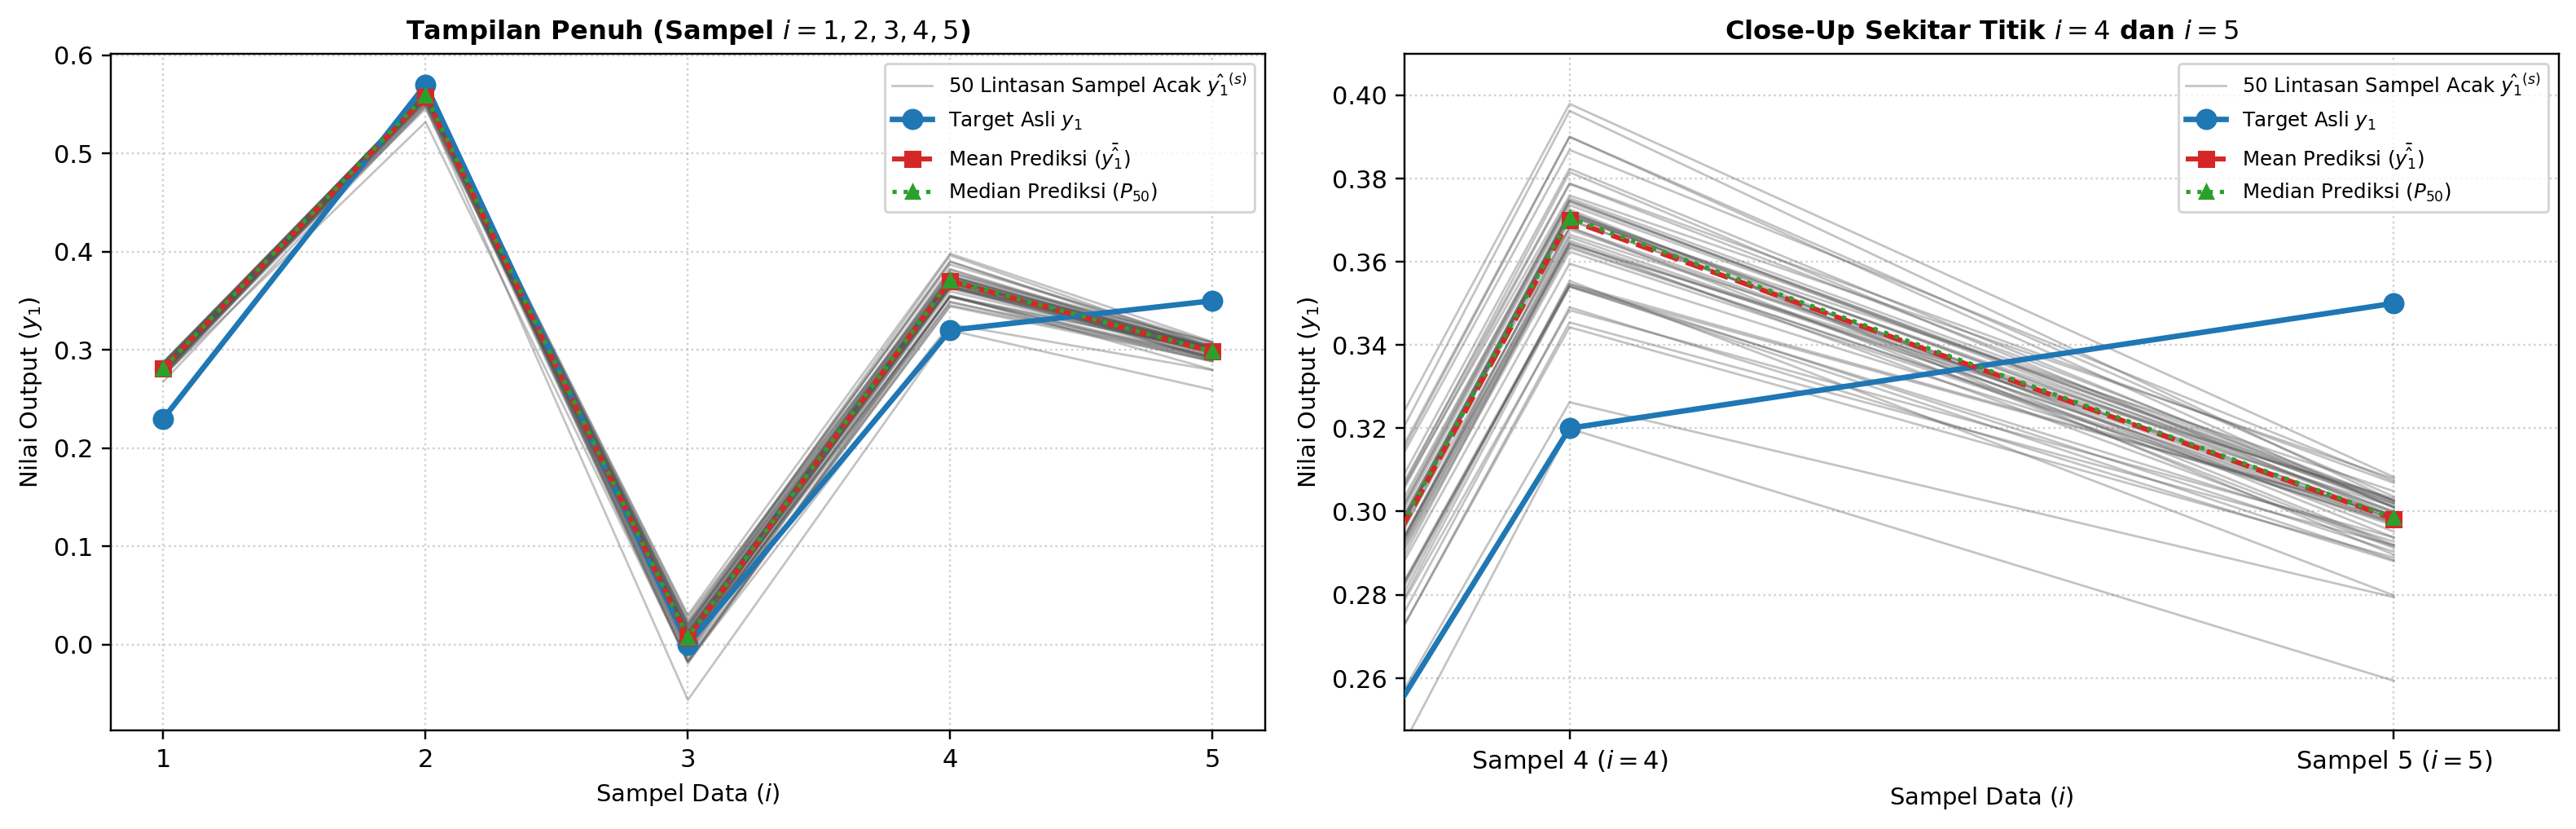 Tampilan Penuh (Sampel i = 1, 2, 3, 4, 5)
0.6
0.5
0.4
0.3
0.2
0.1
0.0
Nilai Output (y₁)
50 Lintasan Sampel Acak ŷ₁⁽ˢ⁾
Target Asli y₁
Mean Prediksi (ŷ̄₁)
Median Prediksi (P₅₀)
1 2 3 4 5
Sampel Data (i)
Close-Up Sekitar Titik i = 4 dan i = 5
0.40
0.38
0.36
0.34
0.32
0.30
0.28
0.26
Nilai Output (y₁)
50 Lintasan Sampel Acak ŷ₁⁽ˢ⁾
Target Asli y₁
Mean Prediksi (ŷ̄₁)
Median Prediksi (P₅₀)
Sampel 4 (i = 4) Sampel 5 (i = 5)
Sampel Data (i)